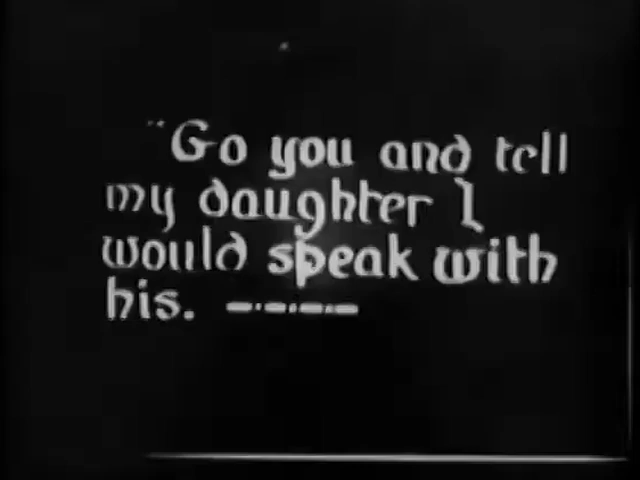 "Go you and tell
my daughter I
would speak with
his. -·-·-·-